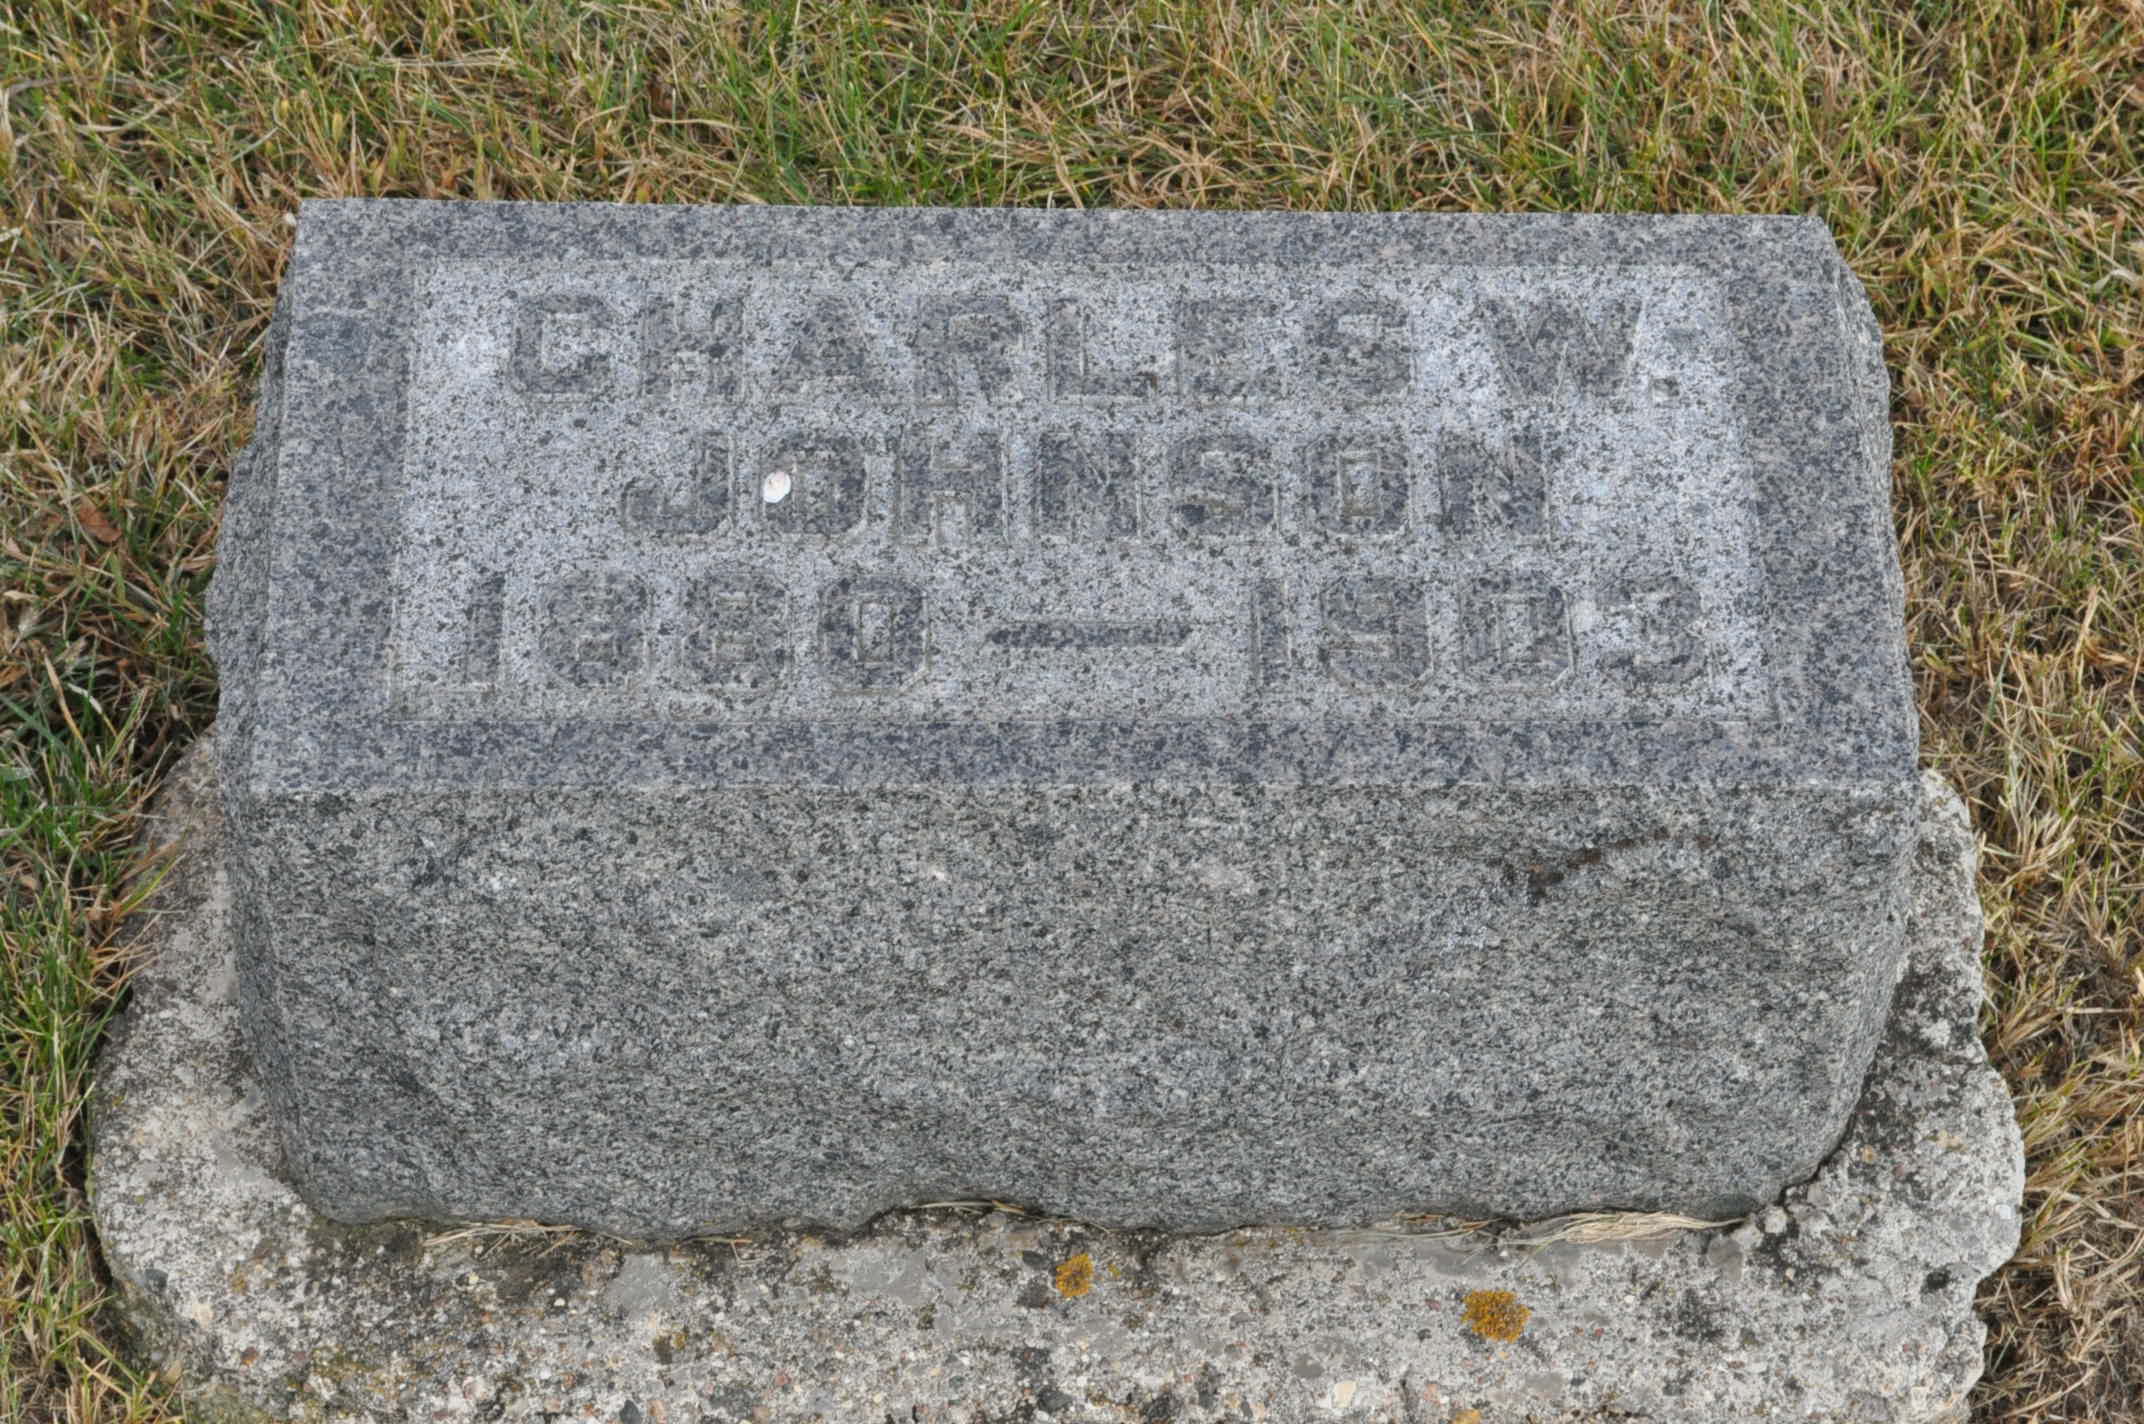 CHARLES W.
JOHNSON
1880 — 1903